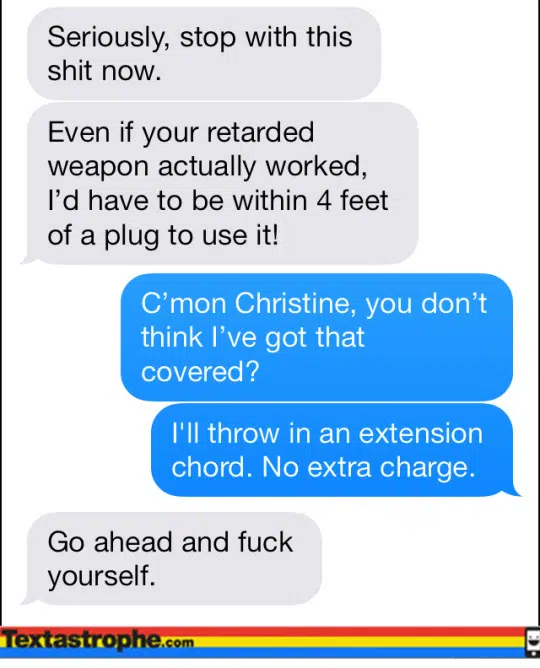 Seriously, stop with this
shit now.
Even if your retarded
weapon actually worked,
I’d have to be within 4 feet
of a plug to use it!
C’mon Christine, you don’t
think I’ve got that
covered?
I'll throw in an extension
chord. No extra charge.
Go ahead and fuck
yourself.
Textastrophe.com